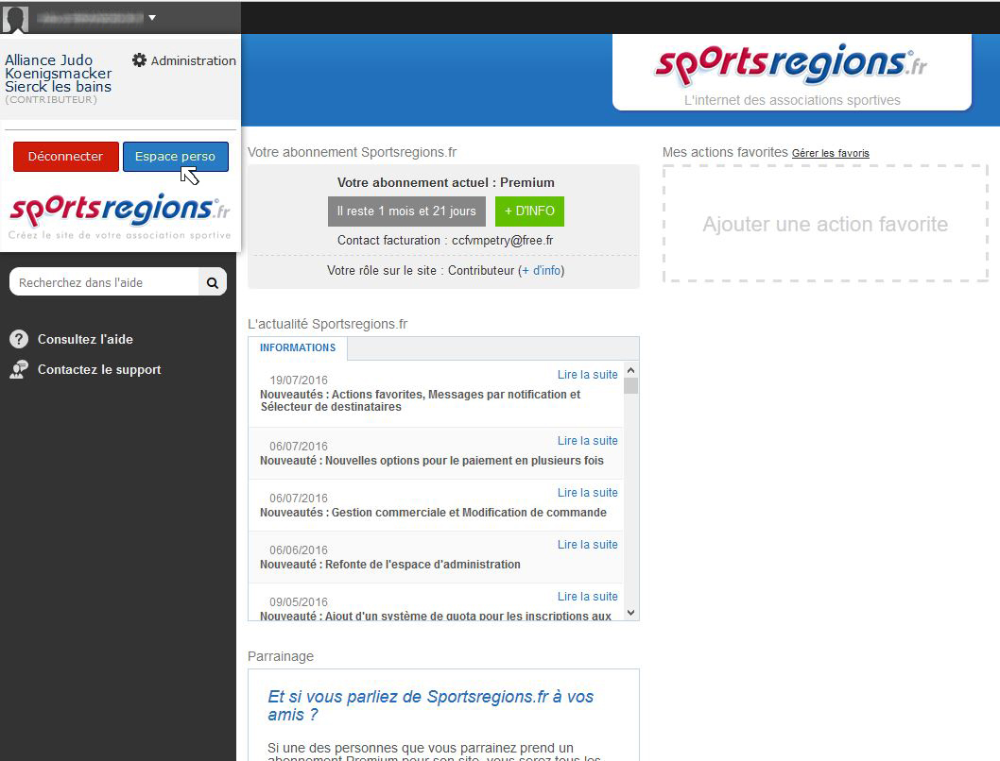 Alliance Judo
Koenigsmacker
Sierck les bains
(CONTRIBUTEUR)
Administration
Déconnecter
Espace perso
sportsregions.fr
Créez le site de votre association sportive
Recherchez dans l'aide
Consultez l'aide
Contactez le support
sportsregions.fr
L'internet des associations sportives
Votre abonnement Sportsregions.fr
Votre abonnement actuel : Premium
Il reste 1 mois et 21 jours
+ D'INFO
Contact facturation : ccfvmpetry@free.fr
Votre rôle sur le site : Contributeur (+ d'info)
Mes actions favorites Gérer les favoris
Ajouter une action favorite
L'actualité Sportsregions.fr
INFORMATIONS
19/07/2016
Lire la suite
Nouveautés : Actions favorites, Messages par notification et
Sélecteur de destinataires
06/07/2016
Lire la suite
Nouveauté : Nouvelles options pour le paiement en plusieurs fois
06/07/2016
Lire la suite
Nouveautés : Gestion commerciale et Modification de commande
06/06/2016
Lire la suite
Nouveauté : Refonte de l'espace d'administration
09/05/2016
Lire la suite
Nouveauté : Ajout d'un système de quota pour les inscriptions aux
Parrainage
Et si vous parliez de Sportsregions.fr à vos
amis ?
Si une des personnes que vous parrainez prend un
abonnement Premium pour son site, vous serez tous les